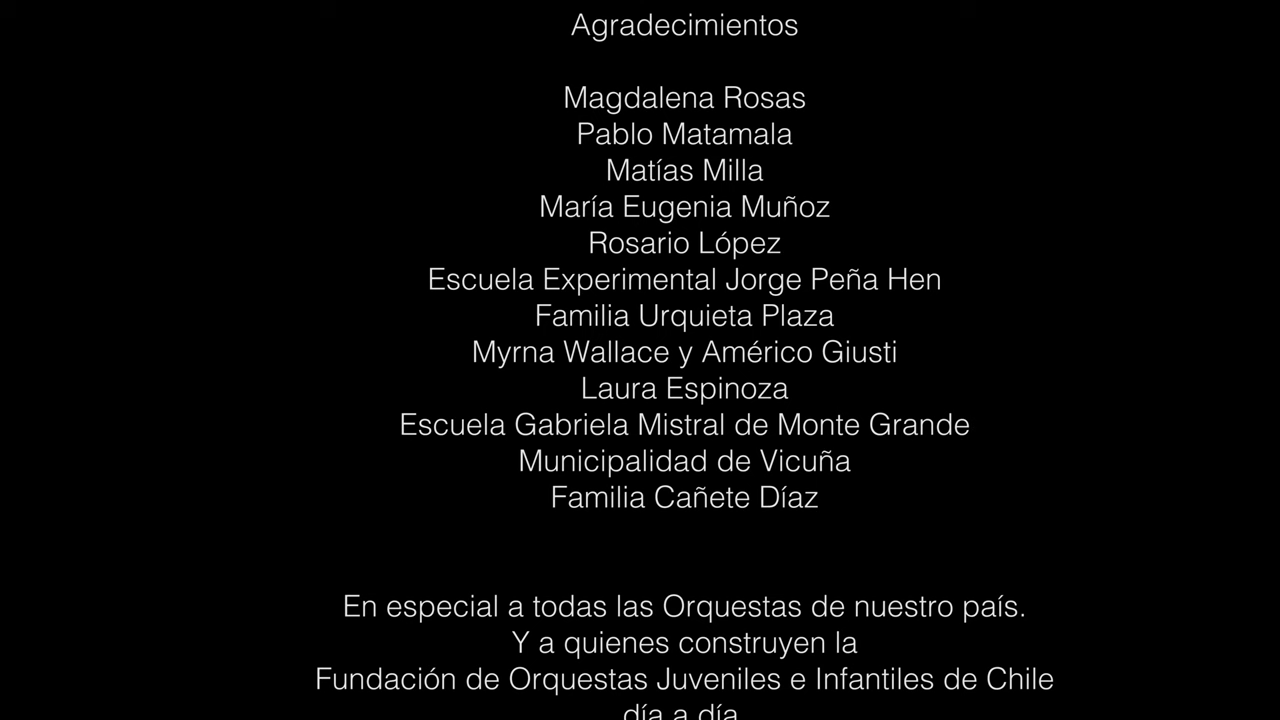 Agradecimientos
Magdalena Rosas
Pablo Matamala
Matías Milla
María Eugenia Muñoz
Rosario López
Escuela Experimental Jorge Peña Hen
Familia Urquieta Plaza
Myrna Wallace y Américo Giusti
Laura Espinoza
Escuela Gabriela Mistral de Monte Grande
Municipalidad de Vicuña
Familia Cañete Díaz
En especial a todas las Orquestas de nuestro país.
Y a quienes construyen la
Fundación de Orquestas Juveniles e Infantiles de Chile
día a día